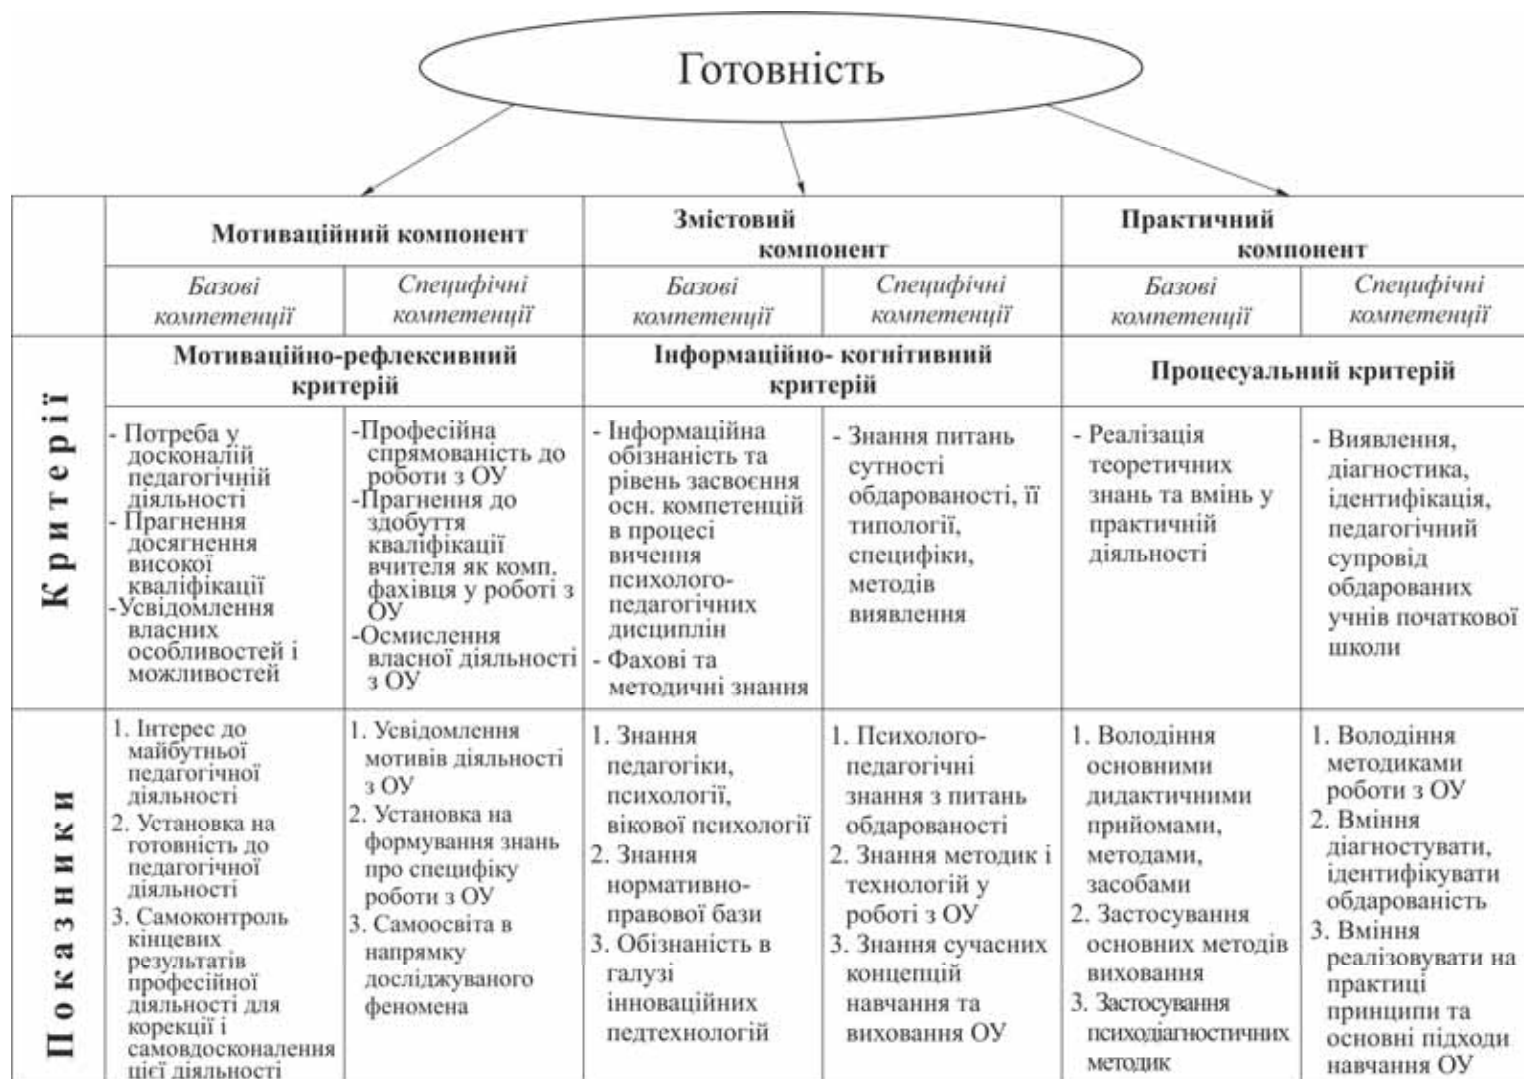 Готовність
Мотиваційний компонент
Змістовий
компонент
Практичний
компонент
Базові
компетенції
Специфічні
компетенції
Базові
компетенції
Специфічні
компетенції
Базові
компетенції
Специфічні
компетенції
Критерії
Мотиваційно-рефлексивний
критерій
Інформаційно- когнітивний
критерій
Процесуальний критерій
- Потреба у
досконалій
педагогічній
діяльності
- Прагнення
досягнення
високої
кваліфікації
-Усвідомлення
власних
особливостей і
можливостей
-Професійна
спрямованість до
роботи з ОУ
-Прагнення до
здобуття
кваліфікації
вчителя як комп.
фахівця у роботі з
ОУ
-Осмислення
власної діяльності
з ОУ
- Інформаційна
обізнаність та
рівень засвоєння
осн. компетенцій
в процесі
вичення
психолого-
педагогічних
дисциплін
- Фахові та
методичні знання
- Знання питань
сутності
обдарованості, її
типології,
специфіки,
методів
виявлення
- Реалізація
теоретичних
знань та вмінь у
практичній
діяльності
- Виявлення,
діагностика,
ідентифікація,
педагогічний
супровід
обдарованих
учнів початкової
школи
Показники
1. Інтерес до
майбутньої
педагогічної
діяльності
2. Установка на
готовність до
педагогічної
діяльності
3. Самоконтроль
кінцевих
результатів
професійної
діяльності для
корекції і
самовдосконалення
цієї діяльності
1. Усвідомлення
мотивів діяльності
з ОУ
2. Установка на
формування знань
про специфіку
роботи з ОУ
3. Самоосвіта в
напрямку
досліджуваного
феномена
1. Знання
педагогіки,
психології,
вікової психології
2. Знання
нормативно-
правової бази
3. Обізнаність в
галузі
інноваційних
педтехнологій
1. Психолого-
педагогічні
знання з питань
обдарованості
2. Знання методик і
технологій у
роботі з ОУ
3. Знання сучасних
концепцій
навчання та
виховання ОУ
1. Володіння
основними
дидактичними
прийомами,
методами,
засобами
2. Застосування
основних методів
виховання
3. Застосування
психодіагностичних
методик
1. Володіння
методиками
роботи з ОУ
2. Вміння
діагностувати,
ідентифікувати
обдарованість
3. Вміння
реалізовувати на
практиці
принципи та
основні підходи
навчання ОУ